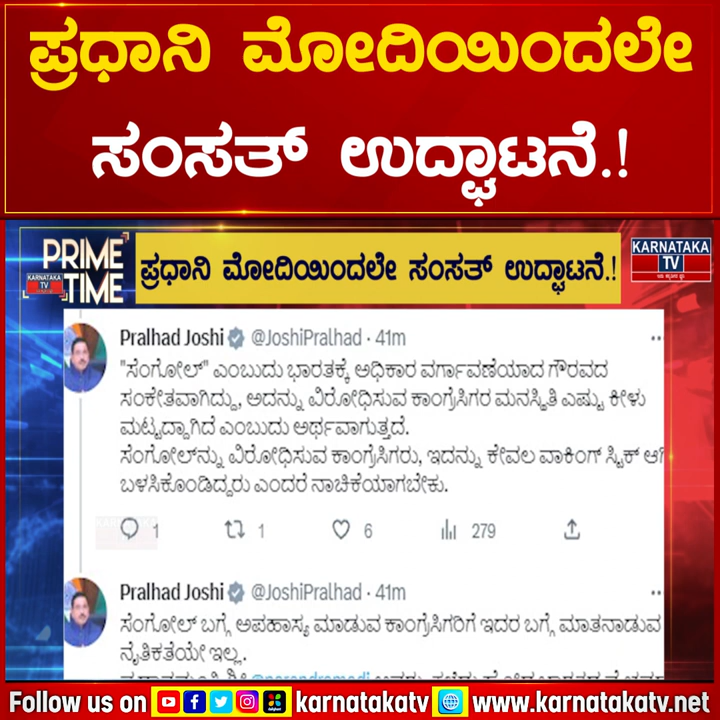 ಪ್ರಧಾನಿ ಮೋದಿಯಿಂದಲೇ
ಸಂಸತ್ ಉದ್ಘಾಟನೆ.!
PRIME
TIME
KARNATAKA
TV
ಪ್ರಧಾನಿ ಮೋದಿಯಿಂದಲೇ ಸಂಸತ್ ಉದ್ಘಾಟನೆ.!
KARNATAKA
TV
Pralhad Joshi @JoshiPralhad · 41m
"ಸೆಂಗೋಲ್" ಎಂಬುದು ಭಾರತಕ್ಕೆ ಅಧಿಕಾರ ವರ್ಗಾವಣೆಯಾದ ಗೌರವದ
ಸಂಕೇತವಾಗಿದ್ದು, ಅದನ್ನು ವಿರೋಧಿಸುವ ಕಾಂಗ್ರೆಸಿಗರ ಮನಸ್ಥಿತಿ ಎಷ್ಟು ಕೀಳು
ಮಟ್ಟದ್ದಾಗಿದೆ ಎಂಬುದು ಅರ್ಥವಾಗುತ್ತದೆ.
ಸೆಂಗೋಲ್‌ನ್ನು ವಿರೋಧಿಸುವ ಕಾಂಗ್ರೆಸಿಗರು, ಇದನ್ನು ಕೇವಲ ವಾಕಿಂಗ್ ಸ್ಟಿಕ್ ಆಗಿ
ಬಳಸಿಕೊಂಡಿದ್ದರು ಎಂದರೆ ನಾಚಿಕೆಯಾಗಬೇಕು.
1 1 6 279
Pralhad Joshi @JoshiPralhad · 41m
ಸೆಂಗೋಲ್ ಬಗ್ಗೆ ಅಪಹಾಸ್ಯ ಮಾಡುವ ಕಾಂಗ್ರೆಸಿಗರಿಗೆ ಇದರ ಬಗ್ಗೆ ಮಾತನಾಡುವ
ನೈತಿಕತೆಯೇ ಇಲ್ಲ.
Follow us on karnatakatv www.karnatakatv.net